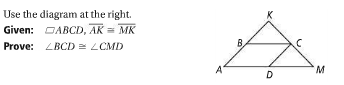 Use the diagram at the right.
Given: ▱ABCD, AK ≅ MK
Prove: ∠BCD ≅ ∠CMD
K
B
C
A
D
M